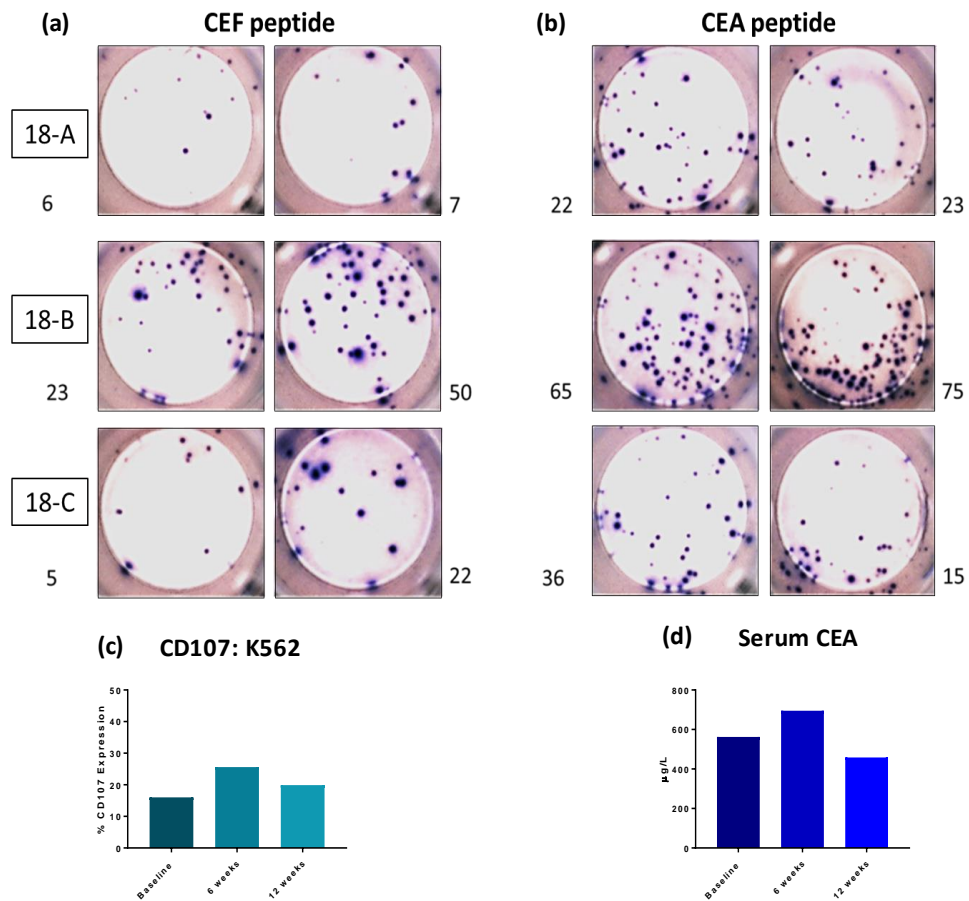 (a) CEF peptide (b) CEA peptide
18-A
6 7 22 23
18-B
23 50 65 75
18-C
5 22 36 15
(c) CD107: K562
% CD107 Expression
50
40
30
20
10
0
Baseline 6 weeks 12 weeks
(d) Serum CEA
µg/L
800
600
400
200
0
Baseline 6 weeks 12 weeks